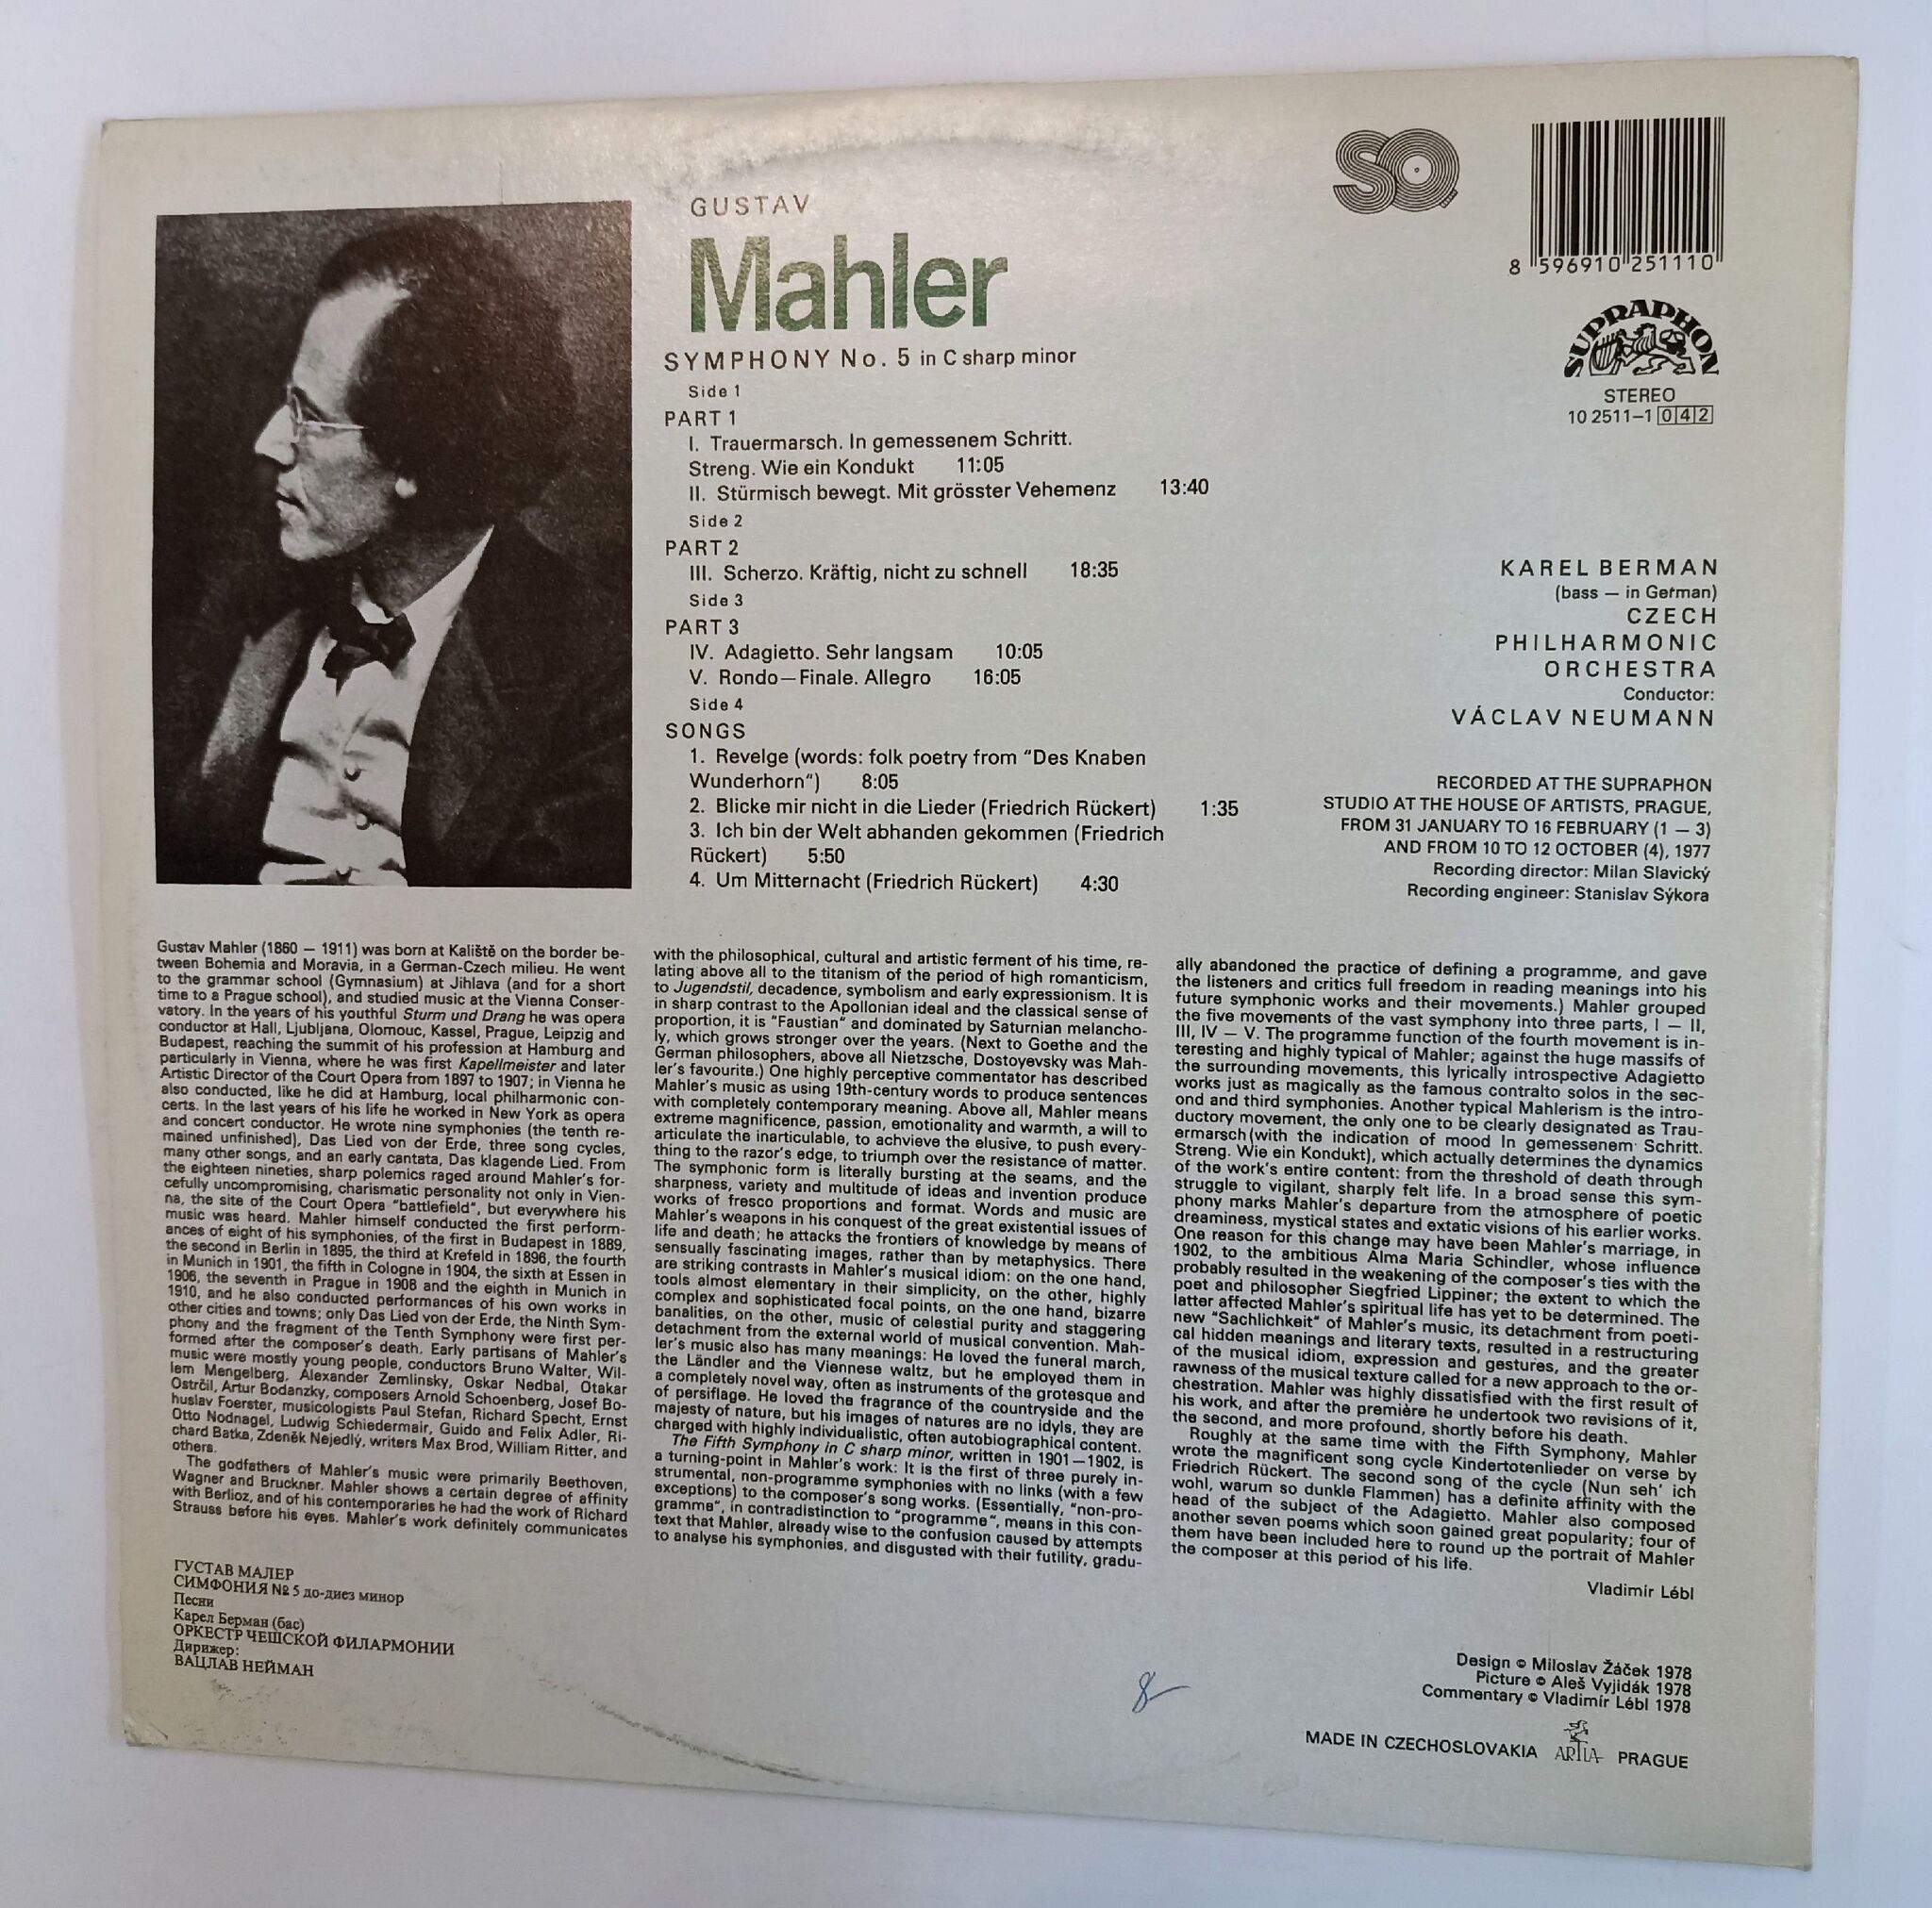 SQ
8 596910 251110
SUPRAPHON
STEREO
10 2511–1 0 4 2
GUSTAV
Mahler
SYMPHONY No. 5 in C sharp minor
Side 1
PART 1
I. Trauermarsch. In gemessenem Schritt.
Streng. Wie ein Kondukt 11:05
II. Stürmisch bewegt. Mit grösster Vehemenz 13:40
Side 2
PART 2
III. Scherzo. Kräftig, nicht zu schnell 18:35
Side 3
PART 3
IV. Adagietto. Sehr langsam 10:05
V. Rondo—Finale. Allegro 16:05
Side 4
SONGS
1. Revelge (words: folk poetry from “Des Knaben
Wunderhorn“) 8:05
2. Blicke mir nicht in die Lieder (Friedrich Rückert) 1:35
3. Ich bin der Welt abhanden gekommen (Friedrich
Rückert) 5:50
4. Um Mitternacht (Friedrich Rückert) 4:30
KAREL BERMAN
(bass — in German)
CZECH
PHILHARMONIC
ORCHESTRA
Conductor:
VÁCLAV NEUMANN
RECORDED AT THE SUPRAPHON
STUDIO AT THE HOUSE OF ARTISTS, PRAGUE,
FROM 31 JANUARY TO 16 FEBRUARY (1 — 3)
AND FROM 10 TO 12 OCTOBER (4), 1977
Recording director: Milan Slavický
Recording engineer: Stanislav Sýkora
Gustav Mahler (1860 — 1911) was born at Kaliště on the border be-
tween Bohemia and Moravia, in a German-Czech milieu. He went
to the grammar school (Gymnasium) at Jihlava (and for a short
time to a Prague school), and studied music at the Vienna Conser-
vatory. In the years of his youthful Sturm und Drang he was opera
conductor at Hall, Ljubljana, Olomouc, Kassel, Prague, Leipzig and
Budapest, reaching the summit of his profession at Hamburg and
particularly in Vienna, where he was first Kapellmeister and later
Artistic Director of the Court Opera from 1897 to 1907; in Vienna he
also conducted, like he did at Hamburg, local philharmonic con-
certs. In the last years of his life he worked in New York as opera
and concert conductor. He wrote nine symphonies (the tenth re-
mained unfinished), Das Lied von der Erde, three song cycles,
many other songs, and an early cantata, Das klagende Lied. From
the eighteen nineties, sharp polemics raged around Mahler's for-
cefully uncompromising, charismatic personality not only in Vien-
na, the site of the Court Opera “battlefield“, but everywhere his
music was heard. Mahler himself conducted the first perform-
ances of eight of his symphonies, of the first in Budapest in 1889,
the second in Berlin in 1895, the third at Krefeld in 1896, the fourth
in Munich in 1901, the fifth in Cologne in 1904, the sixth at Essen in
1906, the seventh in Prague in 1908 and the eighth in Munich in
1910, and he also conducted performances of his own works in
other cities and towns; only Das Lied von der Erde, the Ninth Sym-
phony and the fragment of the Tenth Symphony were first per-
formed after the composer's death. Early partisans of Mahler's
music were mostly young people, conductors Bruno Walter, Wil-
lem Mengelberg, Alexander Zemlinsky, Oskar Nedbal, Otakar
Ostrčil, Artur Bodanzky, composers Arnold Schoenberg, Josef Bo-
huslav Foerster, musicologists Paul Stefan, Richard Specht, Ernst
Otto Nodnagel, Ludwig Schiedermair, Guido and Felix Adler, Ri-
chard Batka, Zdeněk Nejedlý, writers Max Brod, William Ritter, and
others.
The godfathers of Mahler's music were primarily Beethoven,
Wagner and Bruckner. Mahler shows a certain degree of affinity
with Berlioz, and of his contemporaries he had the work of Richard
Strauss before his eyes. Mahler's work definitely communicates
with the philosophical, cultural and artistic ferment of his time, re-
lating above all to the titanism of the period of high romanticism,
to Jugendstil, decadence, symbolism and early expressionism. It is
in sharp contrast to the Apollonian ideal and the classical sense of
proportion, it is “Faustian“ and dominated by Saturnian melancho-
ly, which grows stronger over the years. (Next to Goethe and the
German philosophers, above all Nietzsche, Dostoyevsky was Mah-
ler's favourite.) One highly perceptive commentator has described
Mahler's music as using 19th-century words to produce sentences
with completely contemporary meaning. Above all, Mahler means
extreme magnificence, passion, emotionality and warmth, a will to
articulate the inarticulable, to achvieve the elusive, to push every-
thing to the razor's edge, to triumph over the resistance of matter.
The symphonic form is literally bursting at the seams, and the
sharpness, variety and multitude of ideas and invention produce
works of fresco proportions and format. Words and music are
Mahler's weapons in his conquest of the great existential issues of
life and death; he attacks the frontiers of knowledge by means of
sensually fascinating images, rather than by metaphysics. There
are striking contrasts in Mahler's musical idiom: on the one hand,
tools almost elementary in their simplicity, on the other, highly
complex and sophisticated focal points, on the one hand, bizarre
banalities, on the other, music of celestial purity and staggering
detachment from the external world of musical convention. Mah-
ler's music also has many meanings: He loved the funeral march,
the Ländler and the Viennese waltz, but he employed them in
a completely novel way, often as instruments of the grotesque and
of persiflage. He loved the fragrance of the countryside and the
majesty of nature, but his images of natures are no idyls, they are
charged with highly individualistic, often autobiographical content.
The Fifth Symphony in C sharp minor, written in 1901—1902, is
a turning-point in Mahler's work: It is the first of three purely in-
strumental, non-programme symphonies with no links (with a few
exceptions) to the composer's song works. (Essentially, “non-pro-
gramme“, in contradistinction to “programme“, means in this con-
text that Mahler, already wise to the confusion caused by attempts
to analyse his symphonies, and disgusted with their futility, gradu-
ally abandoned the practice of defining a programme, and gave
the listeners and critics full freedom in reading meanings into his
future symphonic works and their movements.) Mahler grouped
the five movements of the vast symphony into three parts, I — II,
III, IV — V. The programme function of the fourth movement is in-
teresting and highly typical of Mahler; against the huge massifs of
the surrounding movements, this lyrically introspective Adagietto
works just as magically as the famous contralto solos in the sec-
ond and third symphonies. Another typical Mahlerism is the intro-
ductory movement, the only one to be clearly designated as Trau-
ermarsch (with the indication of mood In gemessenem Schritt.
Streng. Wie ein Kondukt), which actually determines the dynamics
of the work's entire content: from the threshold of death through
struggle to vigilant, sharply felt life. In a broad sense this sym-
phony marks Mahler's departure from the atmosphere of poetic
dreaminess, mystical states and extatic visions of his earlier works.
One reason for this change may have been Mahler's marriage, in
1902, to the ambitious Alma Maria Schindler, whose influence
probably resulted in the weakening of the composer's ties with the
poet and philosopher Siegfried Lippiner; the extent to which the
latter affected Mahler's spiritual life has yet to be determined. The
new “Sachlichkeit“ of Mahler's music, its detachment from poeti-
cal hidden meanings and literary texts, resulted in a restructuring
of the musical idiom, expression and gestures, and the greater
rawness of the musical texture called for a new approach to the or-
chestration. Mahler was highly dissatisfied with the first result of
his work, and after the première he undertook two revisions of it,
the second, and more profound, shortly before his death.
Roughly at the same time with the Fifth Symphony, Mahler
wrote the magnificent song cycle Kindertotenlieder on verse by
Friedrich Rückert. The second song of the cycle (Nun seh' ich
wohl, warum so dunkle Flammen) has a definite affinity with the
head of the subject of the Adagietto. Mahler also composed
another seven poems which soon gained great popularity; four of
them have been included here to round up the portrait of Mahler
the composer at this period of his life.
Vladimír Lébl
ГУСТАВ МАЛЕР
СИМФОНИЯ № 5 до-диез минор
Песни
Карел Берман (бас)
ОРКЕСТР ЧЕШСКОЙ ФИЛАРМОНИИ
Дирижер:
ВАЦЛАВ НЕЙМАН
8
Design © Miloslav Žáček 1978
Picture © Aleš Vyjidák 1978
Commentary © Vladimír Lébl 1978
MADE IN CZECHOSLOVAKIA ARTIA PRAGUE